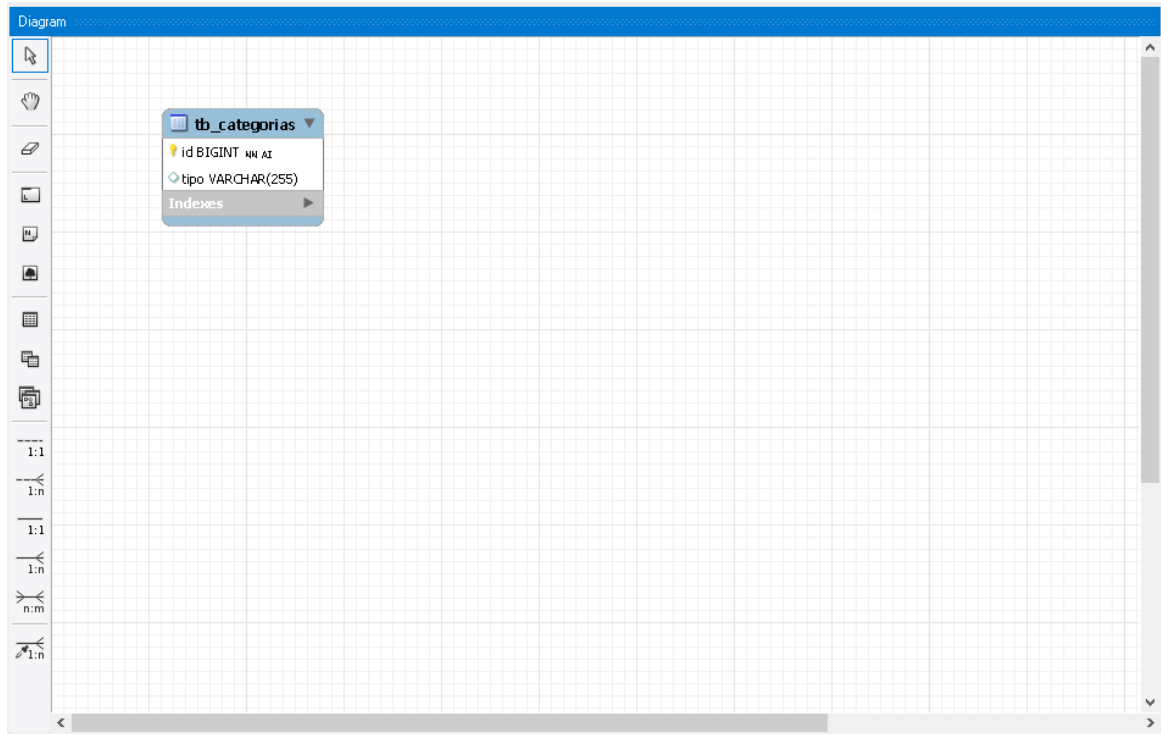 Diagram
tb_categorias
id BIGINT NN AI
tipo VARCHAR(255)
Indexes
1:1
1:n
1:1
1:n
n:m
1:n